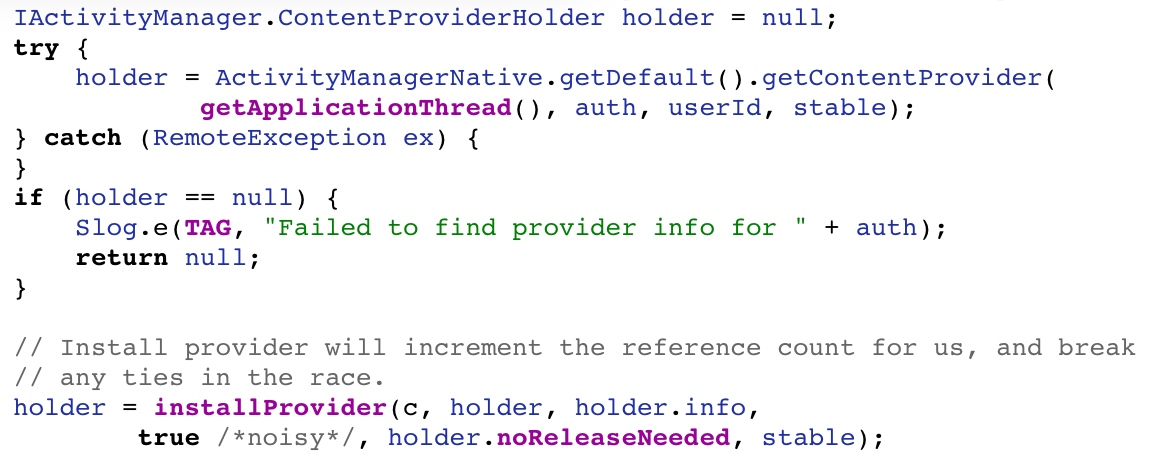 IActivityManager.ContentProviderHolder holder = null;
try {
    holder = ActivityManagerNative.getDefault().getContentProvider(
            getApplicationThread(), auth, userId, stable);
} catch (RemoteException ex) {
}
if (holder == null) {
    Slog.e(TAG, "Failed to find provider info for " + auth);
    return null;
}

// Install provider will increment the reference count for us, and break
// any ties in the race.
holder = installProvider(c, holder, holder.info,
        true /*noisy*/, holder.noReleaseNeeded, stable);